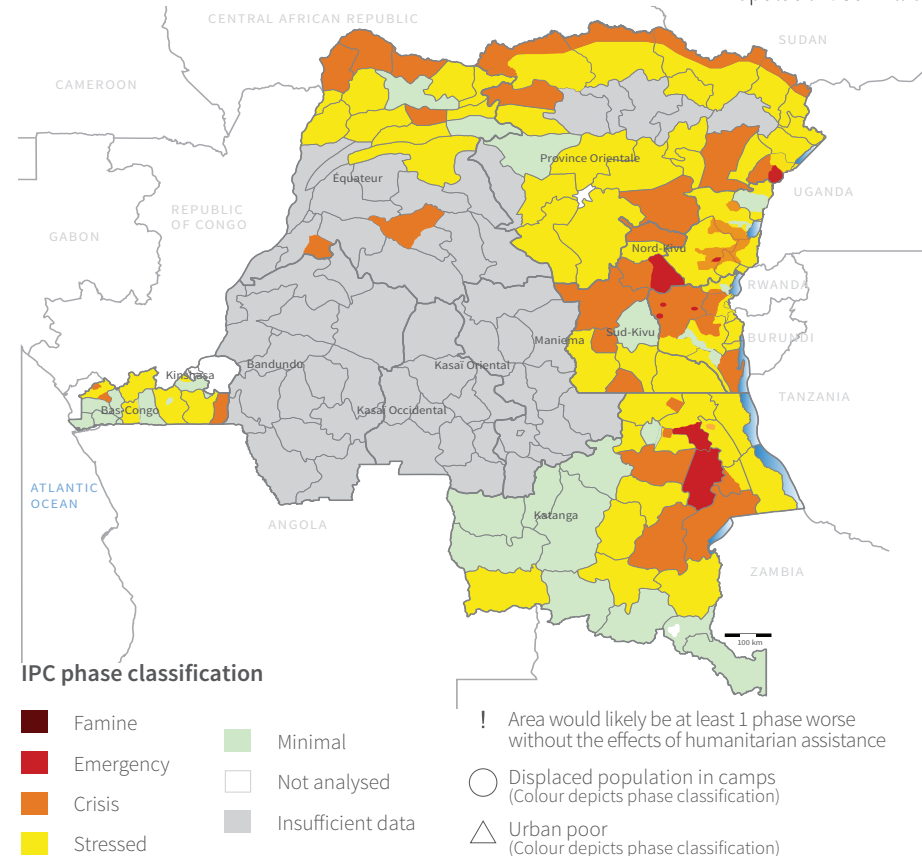 CENTRAL AFRICAN REPUBLIC
SUDAN
CAMEROON
Province Orientale
Équateur
UGANDA
REPUBLIC
OF CONGO
GABON
Nord-Kivu
RWANDA
Sud-Kivu
BURUNDI
Maniema
Bandundu
Kasaï Oriental
Kinshasa
TANZANIA
Bas-Congo
Kasaï Occidental
ATLANTIC
OCEAN
Katanga
ANGOLA
ZAMBIA
100 km
IPC phase classification
Famine
Emergency
Crisis
Stressed
Minimal
Not analysed
Insufficient data
! Area would likely be at least 1 phase worse
without the effects of humanitarian assistance
Displaced population in camps
(Colour depicts phase classification)
Urban poor
(Colour depicts phase classification)